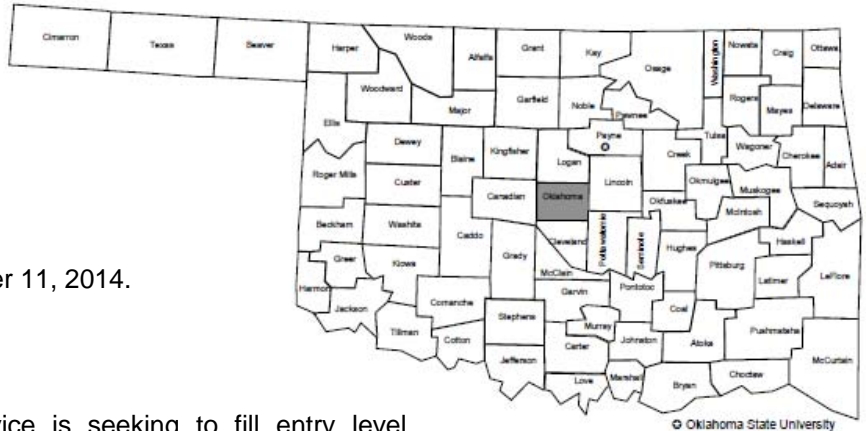 Cimarron Texas Beaver Harper Woods Alfalfa Grant Kay Osage Washington Nowata Craig Ottawa
Woodward Major Garfield Noble Pawnee Rogers Mayes Delaware
Ellis Dewey Blaine Kingfisher Logan Payne Creek Tulsa Wagoner Cherokee Adair
Roger Mills Custer Canadian Oklahoma Lincoln Okfuskee Okmulgee Muskogee McIntosh Sequoyah
Beckham Washita Caddo Grady Cleveland Pottawatomie Seminole Hughes Pittsburg Haskell
Greer Kiowa McClain Latimer LeFlore
er 11, 2014.
Harmon Jackson Comanche Stephens Garvin Pontotoc Coal Pushmataha
Tillman Cotton Murray Johnston Atoka McCurtain
Jefferson Carter Love Marshall Bryan Choctaw
vice is seeking to fill entry level
© Oklahoma State University